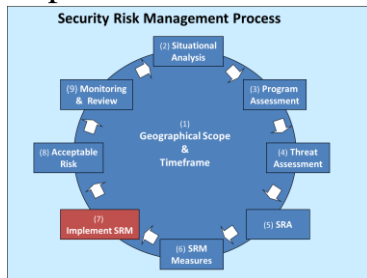 Security Risk Management Process
(2) Situational
Analysis
(9) Monitoring
& Review
(3) Program
Assessment
(1)
Geographical Scope
&
Timeframe
(8) Acceptable
Risk
(4) Threat
Assessment
(7)
Implement SRM
(5) SRA
(6) SRM
Measures